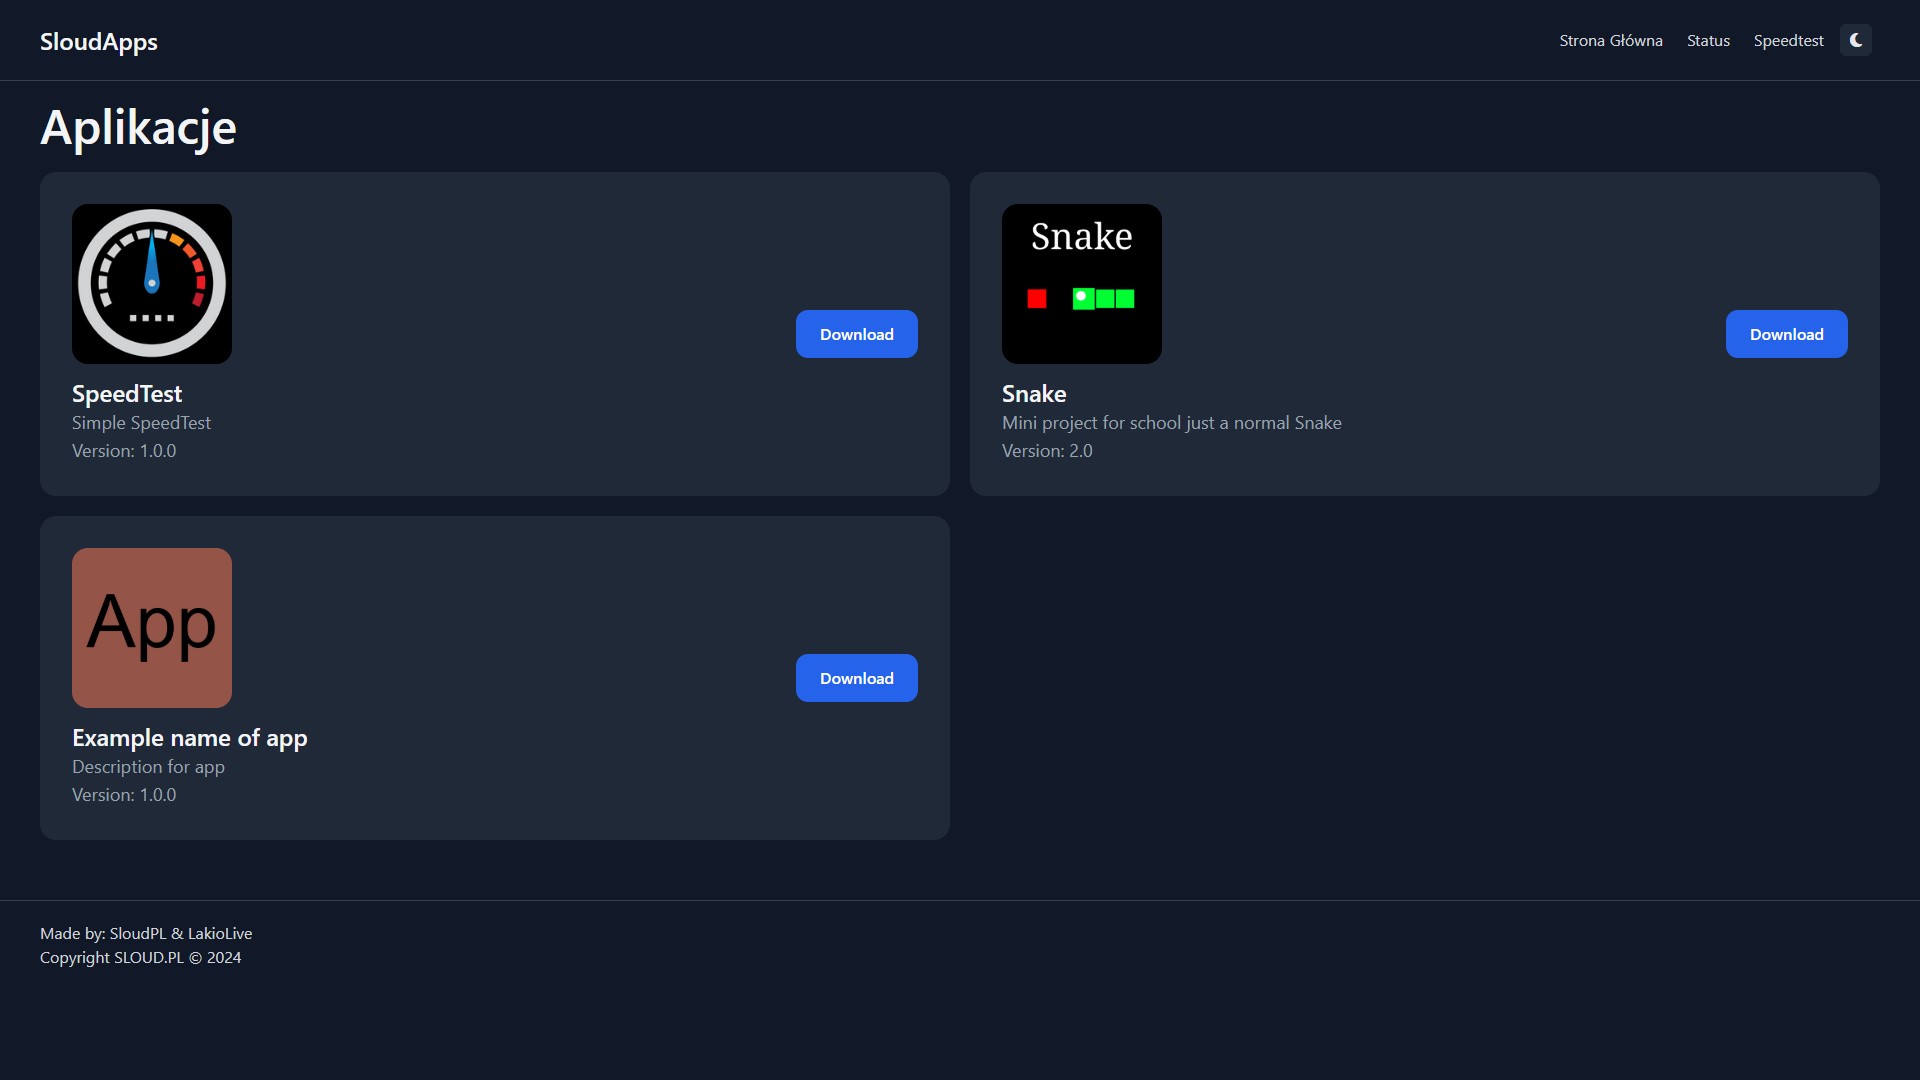 SloudApps
Strona Główna Status Speedtest
Aplikacje
Download
SpeedTest
Simple SpeedTest
Version: 1.0.0
Snake
Download
Snake
Mini project for school just a normal Snake
Version: 2.0
App
Download
Example name of app
Description for app
Version: 1.0.0
Made by: SloudPL & LakioLive
Copyright SLOUD.PL © 2024